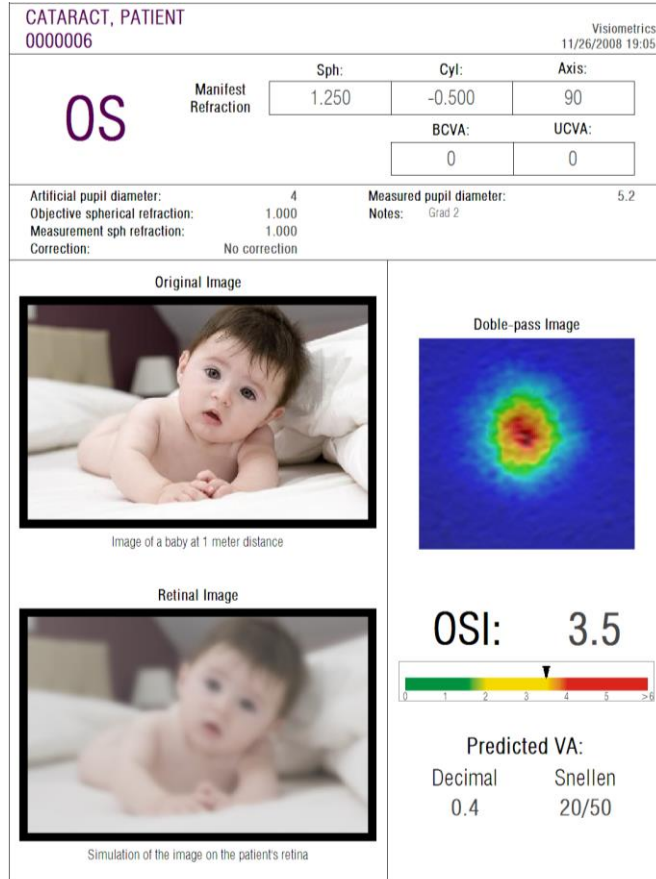 CATARACT, PATIENT
0000006
Visiometrics
11/26/2008 19:05
OS
Manifest Refraction
Sph: Cyl: Axis:
1.250 -0.500 90
BCVA: UCVA:
0 0
Artificial pupil diameter: 4
Objective spherical refraction: 1.000
Measurement sph refraction: 1.000
Correction: No correction
Measured pupil diameter: 5.2
Notes: Grad 2
Original Image
Image of a baby at 1 meter distance
Retinal Image
Simulation of the image on the patient's retina
Doble-pass Image
OSI: 3.5
0 1 2 3 4 5 >6
Predicted VA:
Decimal Snellen
0.4 20/50